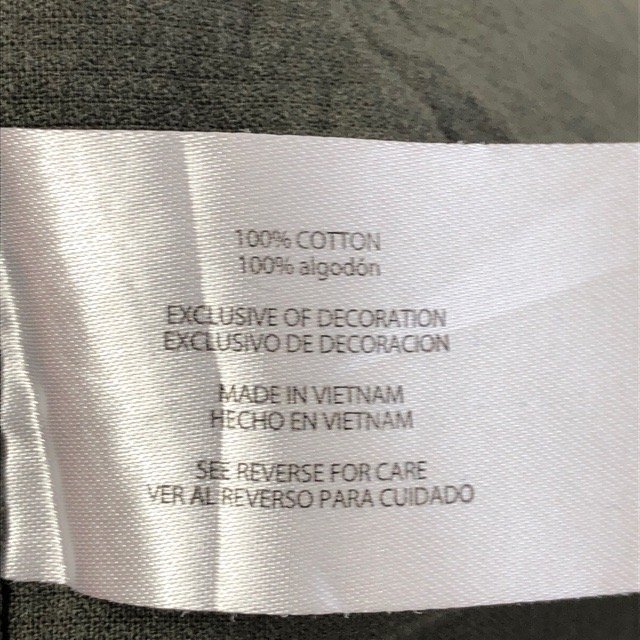 100% COTTON
100% algodón
EXCLUSIVE OF DECORATION
EXCLUSIVO DE DECORACION
MADE IN VIETNAM
HECHO EN VIETNAM
SEE REVERSE FOR CARE
VER AL REVERSO PARA CUIDADO